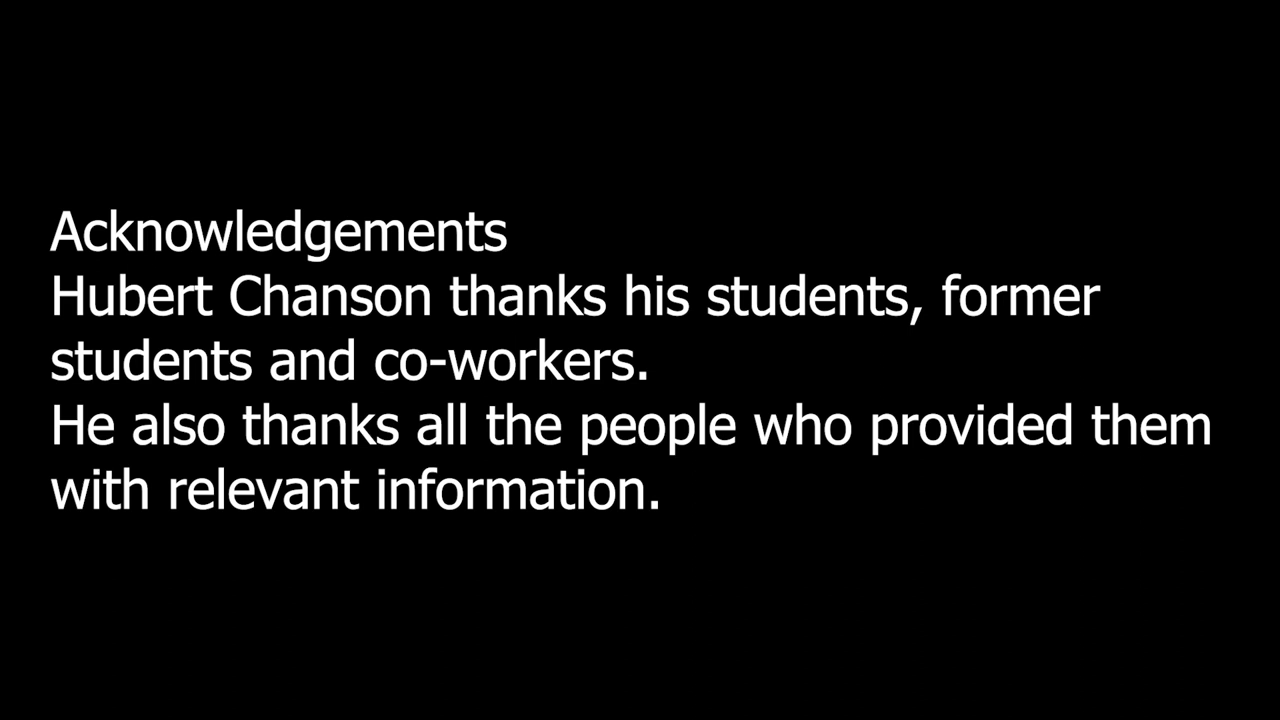 Acknowledgements
Hubert Chanson thanks his students, former
students and co-workers.
He also thanks all the people who provided them
with relevant information.